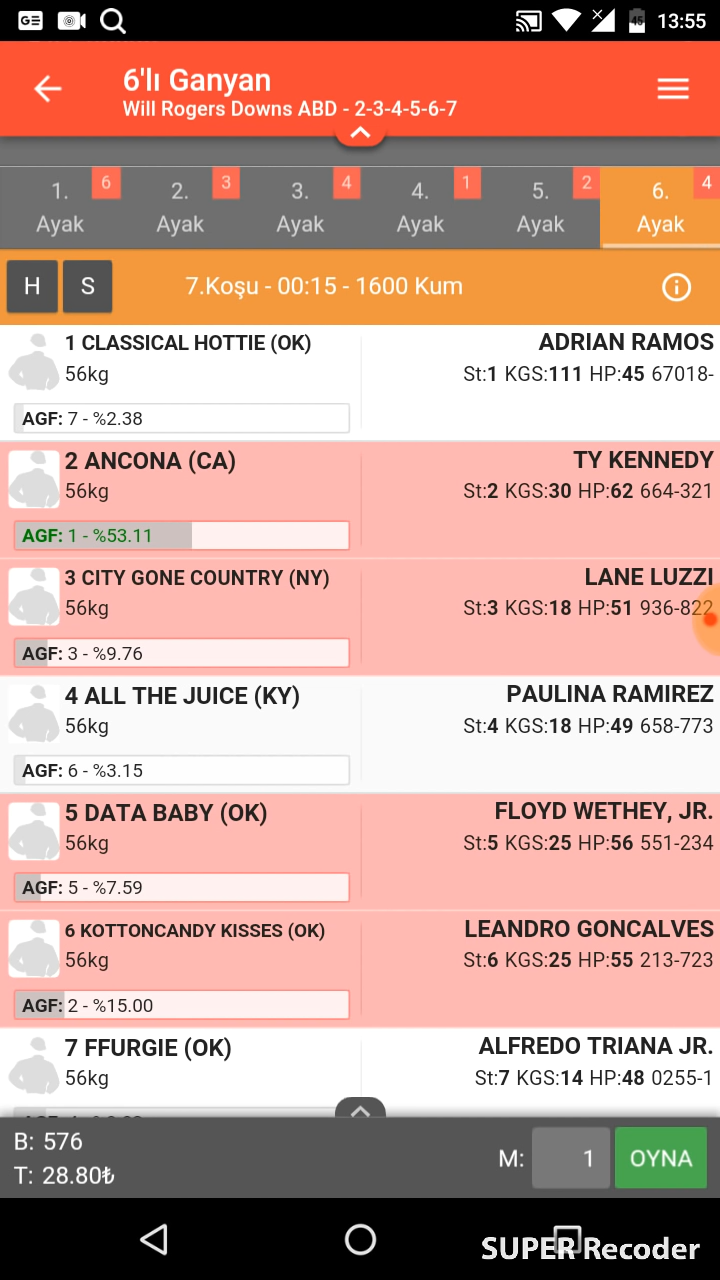 GE
45
13:55
6'lı Ganyan
Will Rogers Downs ABD - 2-3-4-5-6-7
1. Ayak 6
2. Ayak 3
3. Ayak 4
4. Ayak 1
5. Ayak 2
6. Ayak 4
H S 7.Koşu - 00:15 - 1600 Kum
1 CLASSICAL HOTTIE (OK) ADRIAN RAMOS
56kg St:1 KGS:111 HP:45 67018-
AGF: 7 - %2.38
2 ANCONA (CA) TY KENNEDY
56kg St:2 KGS:30 HP:62 664-321
AGF: 1 - %53.11
3 CITY GONE COUNTRY (NY) LANE LUZZI
56kg St:3 KGS:18 HP:51 936-822
AGF: 3 - %9.76
4 ALL THE JUICE (KY) PAULINA RAMIREZ
56kg St:4 KGS:18 HP:49 658-773
AGF: 6 - %3.15
5 DATA BABY (OK) FLOYD WETHEY, JR.
56kg St:5 KGS:25 HP:56 551-234
AGF: 5 - %7.59
6 KOTTONCANDY KISSES (OK) LEANDRO GONCALVES
56kg St:6 KGS:25 HP:55 213-723
AGF: 2 - %15.00
7 FFURGIE (OK) ALFREDO TRIANA JR.
56kg St:7 KGS:14 HP:48 0255-1
B: 576
T: 28.80₺
M: 1 OYNA
SUPER Recoder